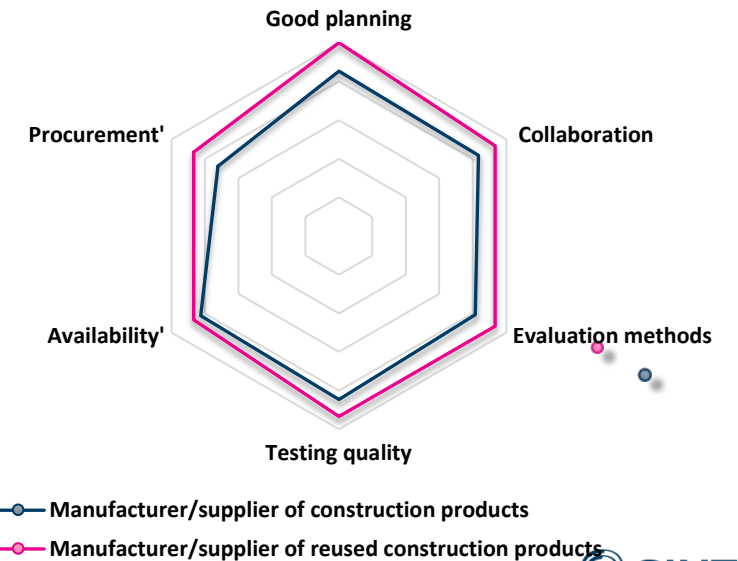 Good planning
Procurement'
Collaboration
Availability'
Evaluation methods
Testing quality
Manufacturer/supplier of construction products
Manufacturer/supplier of reused construction products